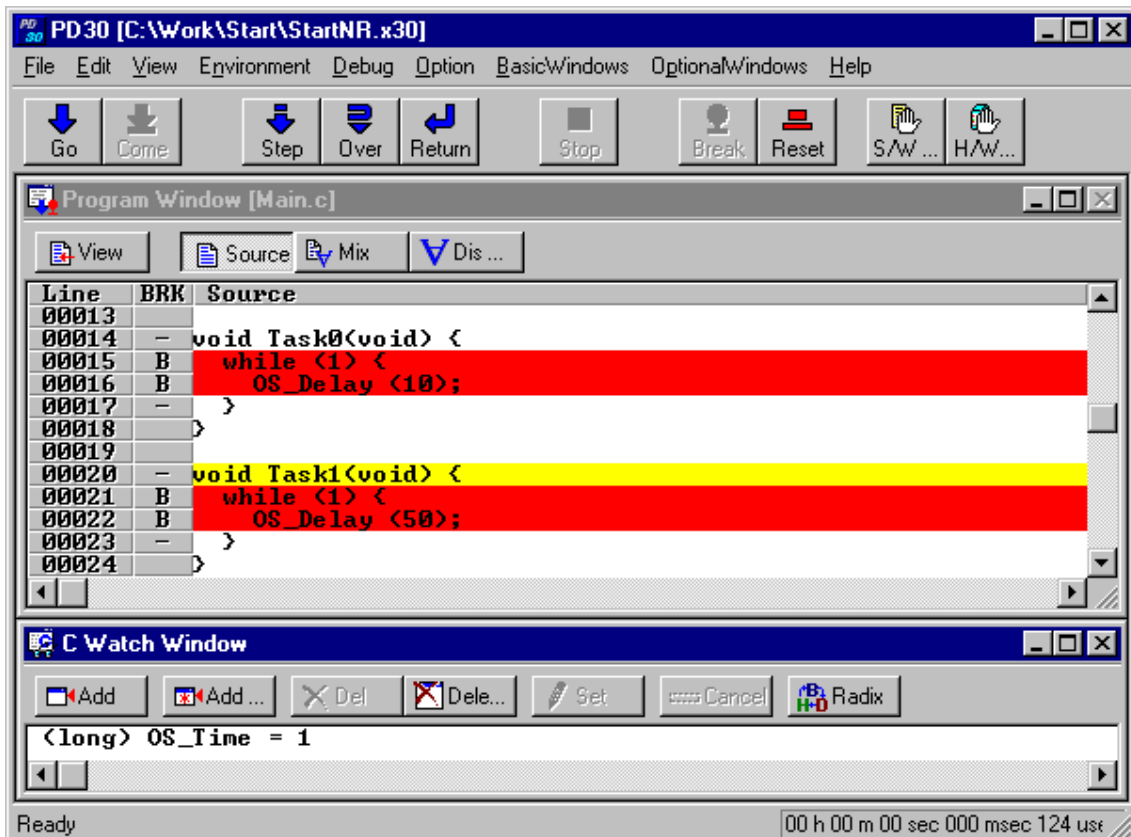 PD30 [C:\Work\Start\StartNR.x30]
File Edit View Environment Debug Option BasicWindows OptionalWindows Help
Go Come Step Over Return Stop Break Reset S/W ... H/W...
Program Window [Main.c]
View Source Mix Dis ...
Line BRK Source
00013
00014 – void Task0(void) {
00015 B while (1) {
00016 B OS_Delay (10);
00017 – }
00018 }
00019
00020 – void Task1(void) {
00021 B while (1) {
00022 B OS_Delay (50);
00023 – }
00024 }
C Watch Window
Add Add ... Del Dele... Set Cancel Radix
(long) OS_Time = 1
Ready 00 h 00 m 00 sec 000 msec 124 use